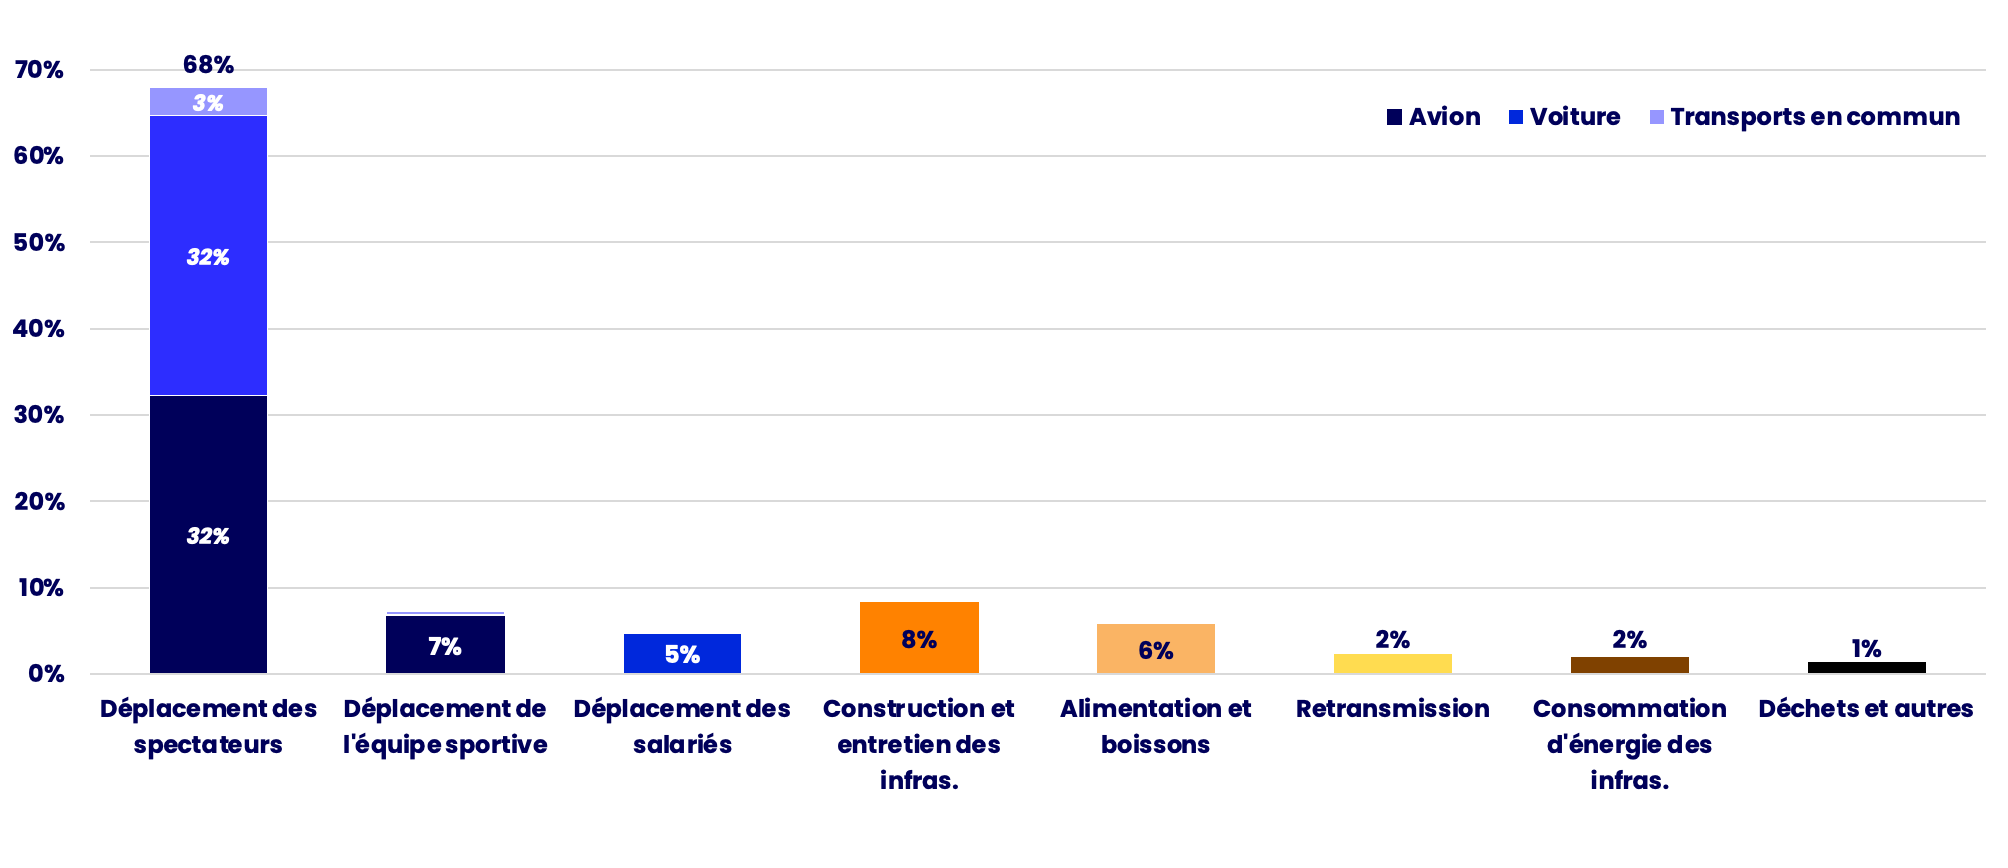 70%
60%
50%
40%
30%
20%
10%
0%
68%
3%
32%
32%
7%
5%
8%
6%
2%
2%
1%
Avion Voiture Transports en commun
Déplacement des
spectateurs
Déplacement de
l'équipe sportive
Déplacement des
salariés
Construction et
entretien des
infras.
Alimentation et
boissons
Retransmission
Consommation
d'énergie des
infras.
Déchets et autres